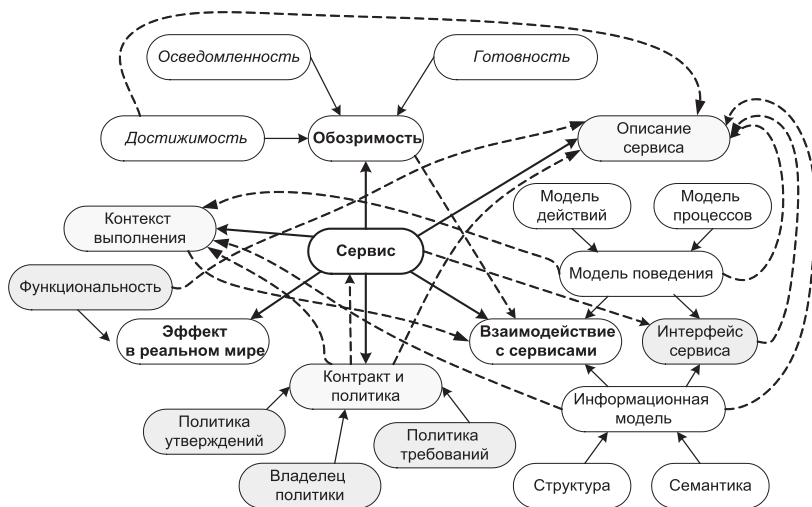 Осведомленность
Готовность
Достижимость
Обозримость
Описание
сервиса
Модель
действий
Модель
процессов
Контекст
выполнения
Сервис
Модель поведения
Функциональность
Эффект
в реальном мире
Взаимодействие
с сервисами
Интерфейс
сервиса
Контракт и
политика
Информационная
модель
Политика
утверждений
Политика
требований
Владелец
политики
Структура
Семантика